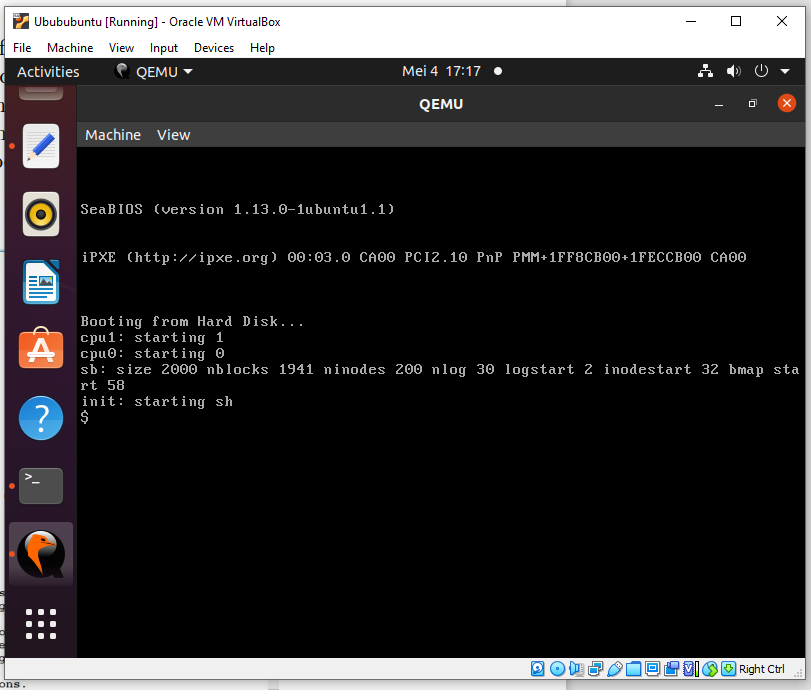 Ubububuntu [Running] - Oracle VM VirtualBox
File Machine View Input Devices Help
Activities QEMU Mei 4 17:17
QEMU
Machine View
SeaBIOS (version 1.13.0-1ubuntu1.1)
iPXE (http://ipxe.org) 00:03.0 CA00 PCI2.10 PnP PMM+1FF8CB00+1FECCB00 CA00
Booting from Hard Disk...
cpu1: starting 1
cpu0: starting 0
sb: size 2000 nblocks 1941 ninodes 200 nlog 30 logstart 2 inodestart 32 bmap sta
rt 58
init: starting sh
$
>_
Right Ctrl
ons.